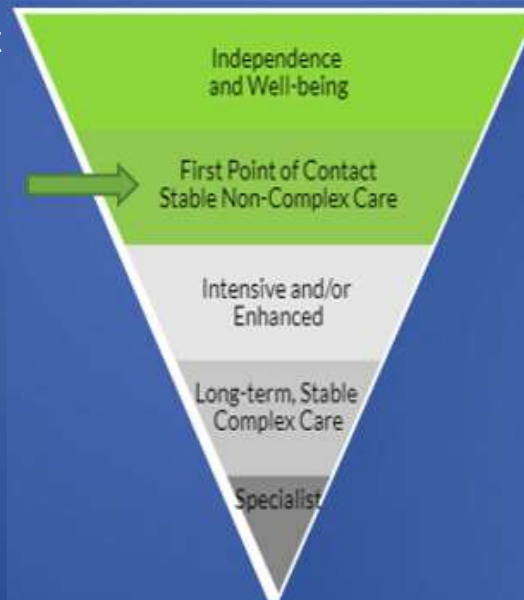 Independence
and Well-being
First Point of Contact
Stable Non-Complex Care
Intensive and/or
Enhanced
Long-term, Stable
Complex Care
Specialist